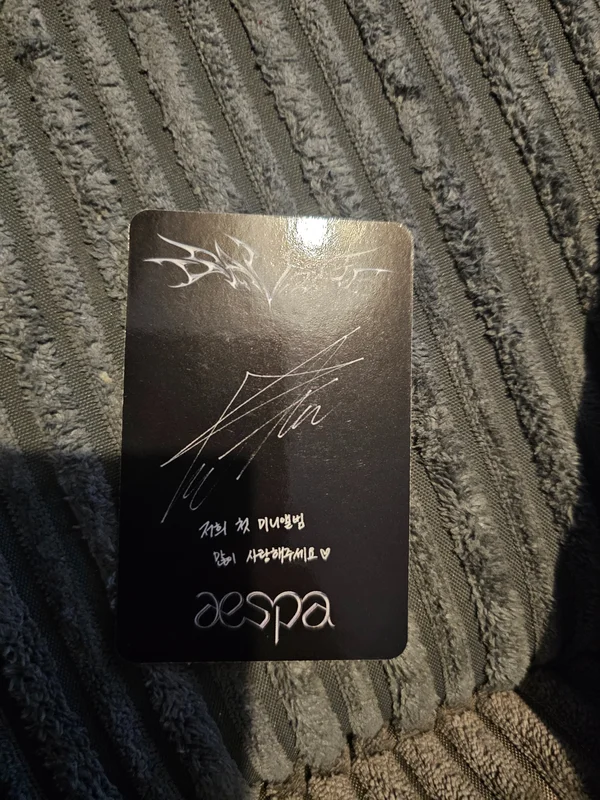 저희 첫 미니앨범
많이 사랑해주세요♡
aespa